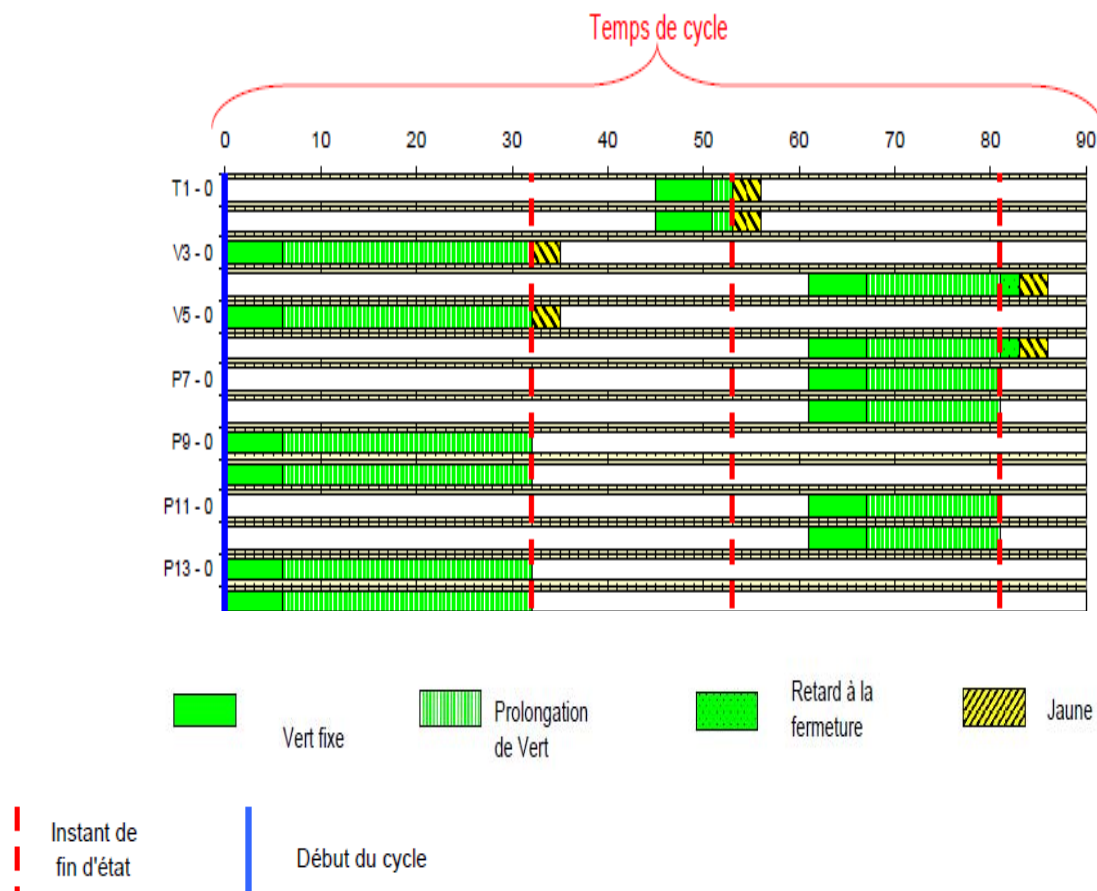 Temps de cycle
0 10 20 30 40 50 60 70 80 90
T1 - 0
V3 - 0
V5 - 0
P7 - 0
P9 - 0
P11 - 0
P13 - 0
Vert fixe
Prolongation
de Vert
Retard à la
fermeture
Jaune
Instant de
fin d'état
Début du cycle